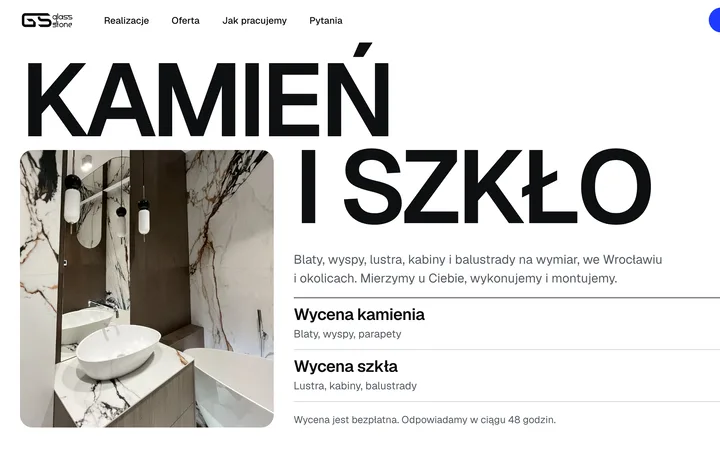 GS glass stone
Realizacje
Oferta
Jak pracujemy
Pytania
KAMIEŃ
I SZKŁO
Blaty, wyspy, lustra, kabiny i balustrady na wymiar, we Wrocławiu
i okolicach. Mierzymy u Ciebie, wykonujemy i montujemy.
Wycena kamienia
Blaty, wyspy, parapety
Wycena szkła
Lustra, kabiny, balustrady
Wycena jest bezpłatna. Odpowiadamy w ciągu 48 godzin.